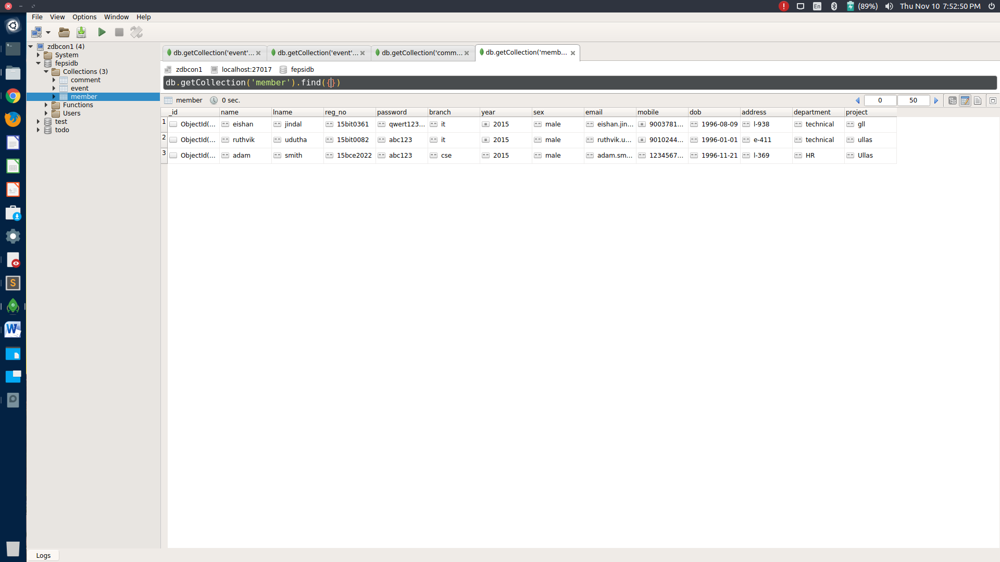 En (89%) Thu Nov 10 7:52:50 PM
File View Options Window Help
zdbcon1 (4)
System
fepsidb
Collections (3)
comment
event
member
Functions
Users
test
todo
db.getCollection('event'... db.getCollection('event'... db.getCollection('comm... db.getCollection('memb...
zdbcon1 localhost:27017 fepsidb
db.getCollection('member').find({})
member 0 sec. 0 50
_id name lname reg_no password branch year sex email mobile dob address department project
1 ObjectId(... eishan jindal 15bit0361 qwert123... it 2015 male eishan.jin... 9003781... 1996-08-09 l-938 technical gll
2 ObjectId(... ruthvik udutha 15bit0082 abc123 it 2015 male ruthvik.u... 9010244... 1996-01-01 e-411 technical ullas
3 ObjectId(... adam smith 15bce2022 abc123 cse 2015 male adam.sm... 1234567... 1996-11-21 l-369 HR Ullas
Logs